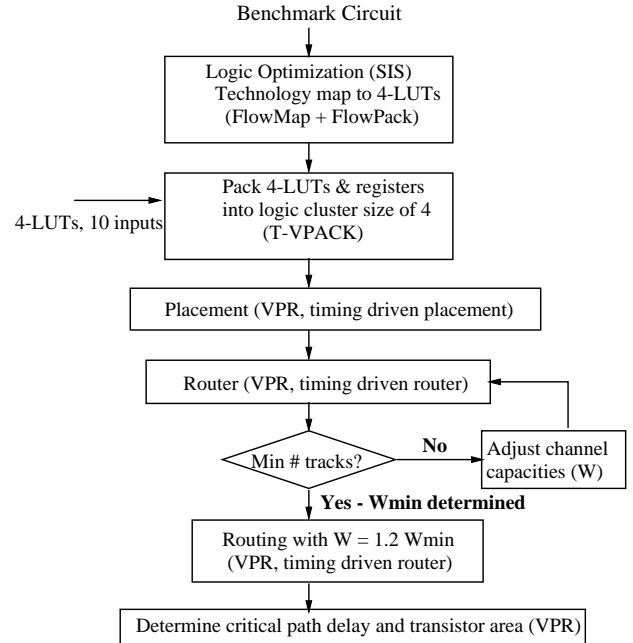 Benchmark Circuit
Logic Optimization (SIS)
Technology map to 4-LUTs
(FlowMap + FlowPack)
Pack 4-LUTs & registers
into logic cluster size of 4
(T-VPACK)
4-LUTs, 10 inputs
Placement (VPR, timing driven placement)
Router (VPR, timing driven router)
Min # tracks?
No
Adjust channel
capacities (W)
Yes - Wmin determined
Routing with W = 1.2 Wmin
(VPR, timing driven router)
Determine critical path delay and transistor area (VPR)